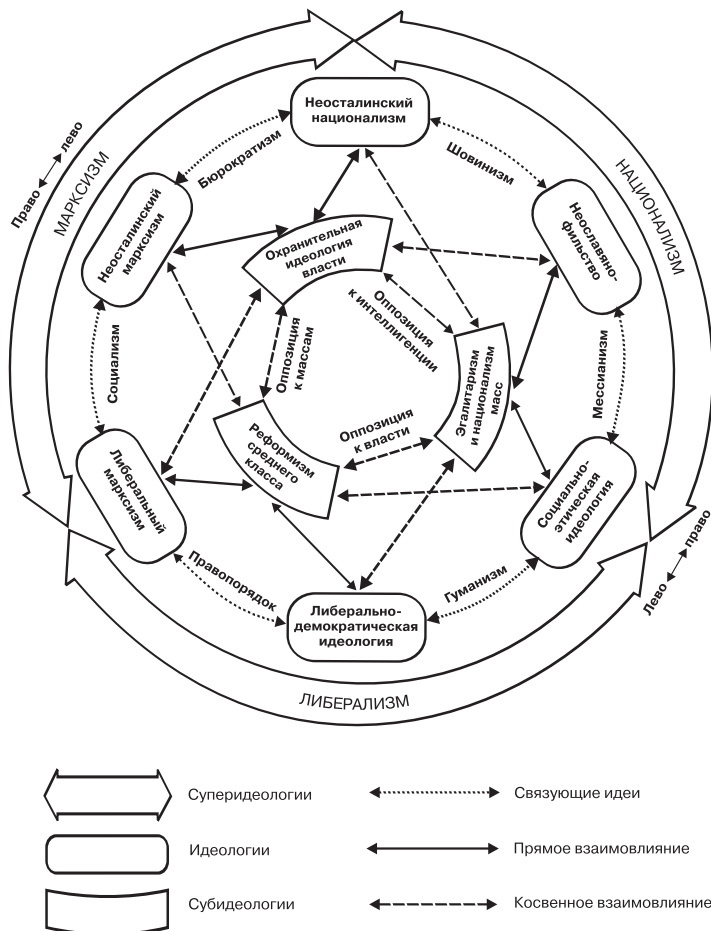 Неосталинский
национализм
Бюрократизм
Шовинизм
МАРКСИЗМ
НАЦИОНАЛИЗМ
Право
лево
Неосталинский
марксизм
Охранительная
идеология
власти
Неославяно-
фильство
Оппозиция
к массам
Оппозиция
к интеллигенции
Социализм
Мессианизм
Эгалитаризм
и национализм
масс
Оппозиция
к власти
Реформизм
среднего
класса
Либеральный
марксизм
Социально-
этическая
идеология
Правопорядок
Гуманизм
Либерально-
демократическая
идеология
Лево
право
ЛИБЕРАЛИЗМ
Суперидеологии
Связующие идеи
Идеологии
Прямое взаимовлияние
Субидеологии
Косвенное взаимовлияние